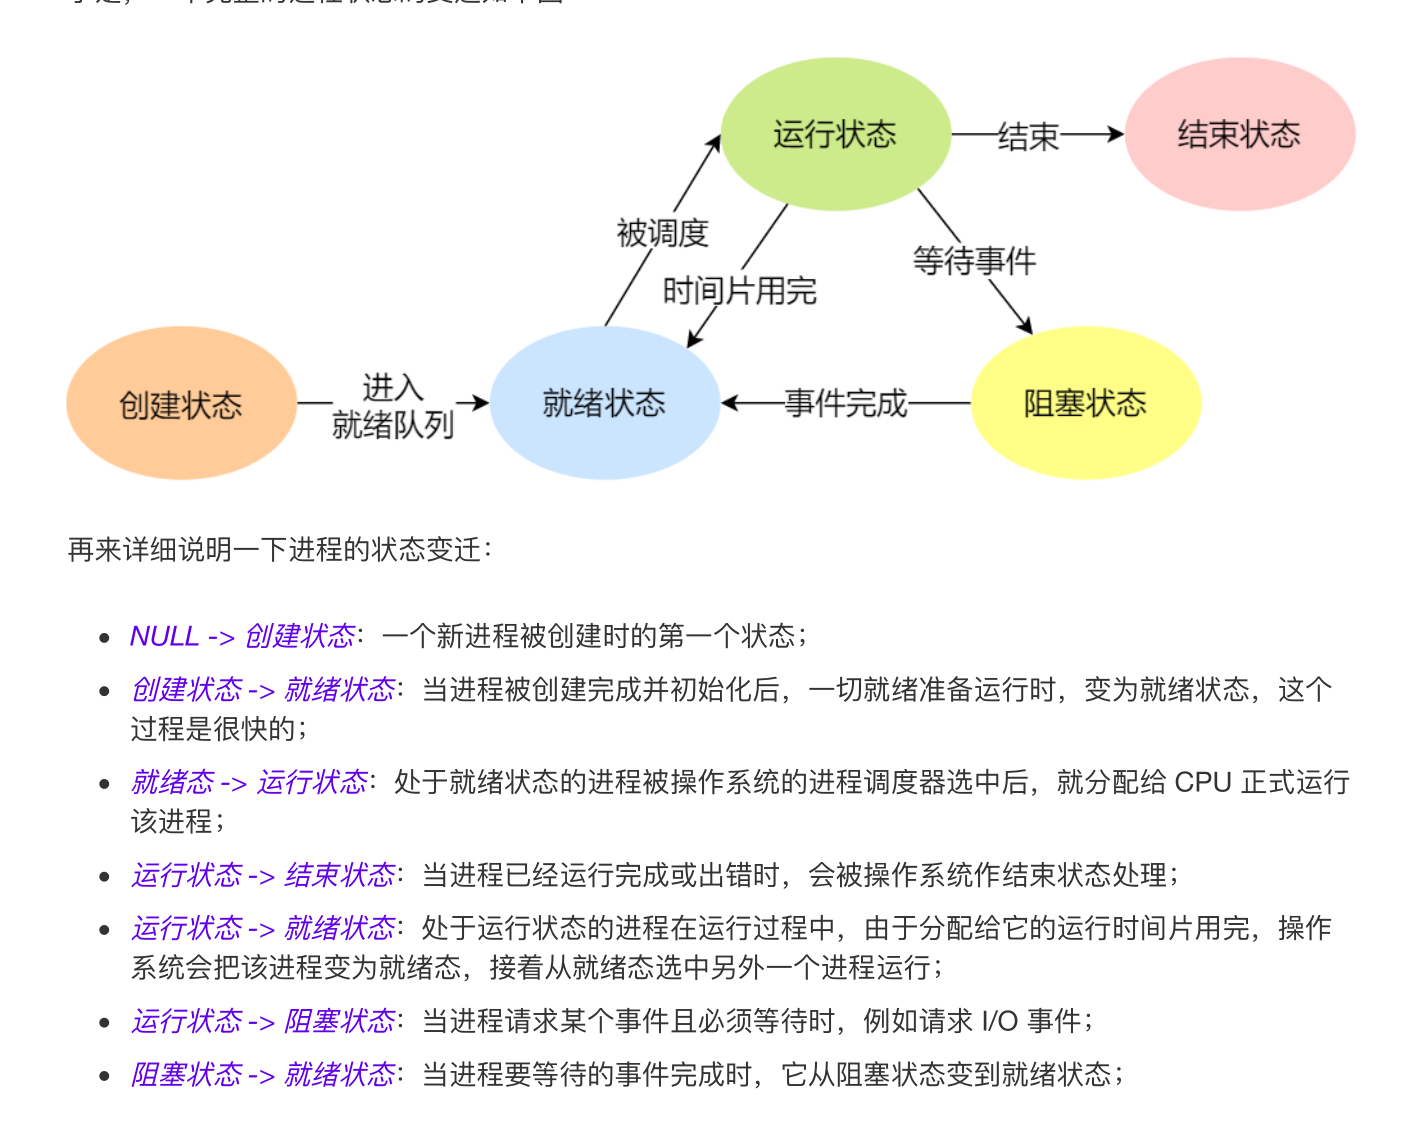 运行状态
结束
结束状态
被调度
等待事件
时间片用完
创建状态
进入
就绪队列
就绪状态
事件完成
阻塞状态
再来详细说明一下进程的状态变迁：
NULL -> 创建状态：一个新进程被创建时的第一个状态；
创建状态 -> 就绪状态：当进程被创建完成并初始化后，一切就绪准备运行时，变为就绪状态，这个
过程是很快的；
就绪态 -> 运行状态：处于就绪状态的进程被操作系统的进程调度器选中后，就分配给 CPU 正式运行
该进程；
运行状态 -> 结束状态：当进程已经运行完成或出错时，会被操作系统作结束状态处理；
运行状态 -> 就绪状态：处于运行状态的进程在运行过程中，由于分配给它的运行时间片用完，操作
系统会把该进程变为就绪态，接着从就绪态选中另外一个进程运行；
运行状态 -> 阻塞状态：当进程请求某个事件且必须等待时，例如请求 I/O 事件；
阻塞状态 -> 就绪状态：当进程要等待的事件完成时，它从阻塞状态变到就绪状态；